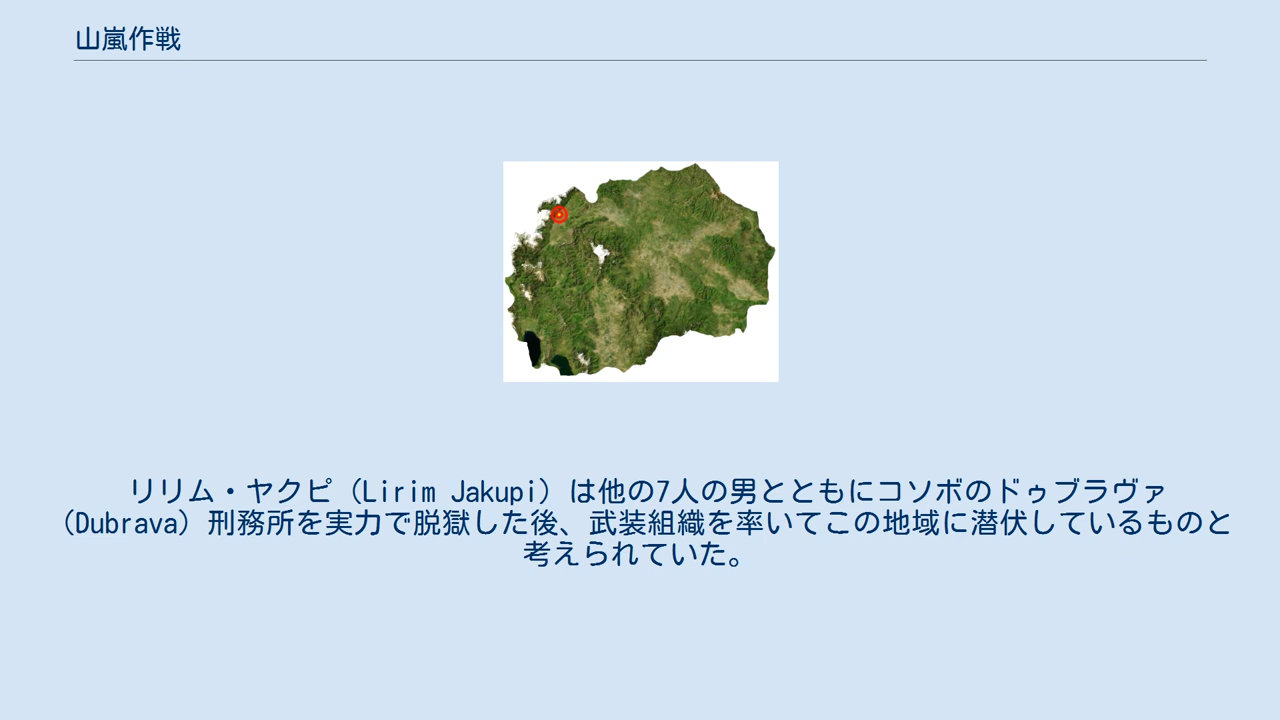 山嵐作戦
リリム・ヤクピ（Lirim Jakupi）は他の7人の男とともにコソボのドゥブラヴァ
（Dubrava）刑務所を実力で脱獄した後、武装組織を率いてこの地域に潜伏しているものと
考えられていた。